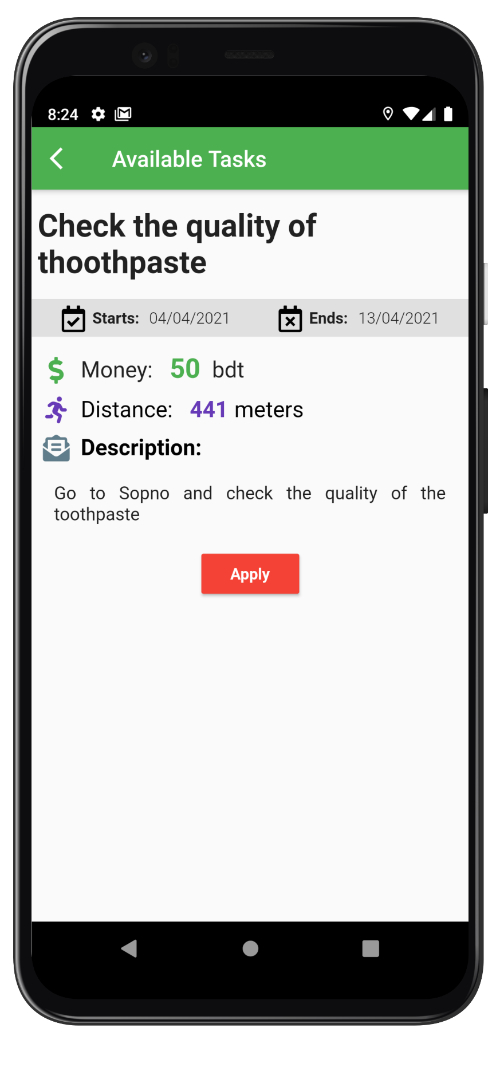 8:24
Available Tasks
Check the quality of
thoothpaste
Starts: 04/04/2021 Ends: 13/04/2021
Money: 50 bdt
Distance: 441 meters
Description:
Go to Sopno and check the quality of the
toothpaste
Apply